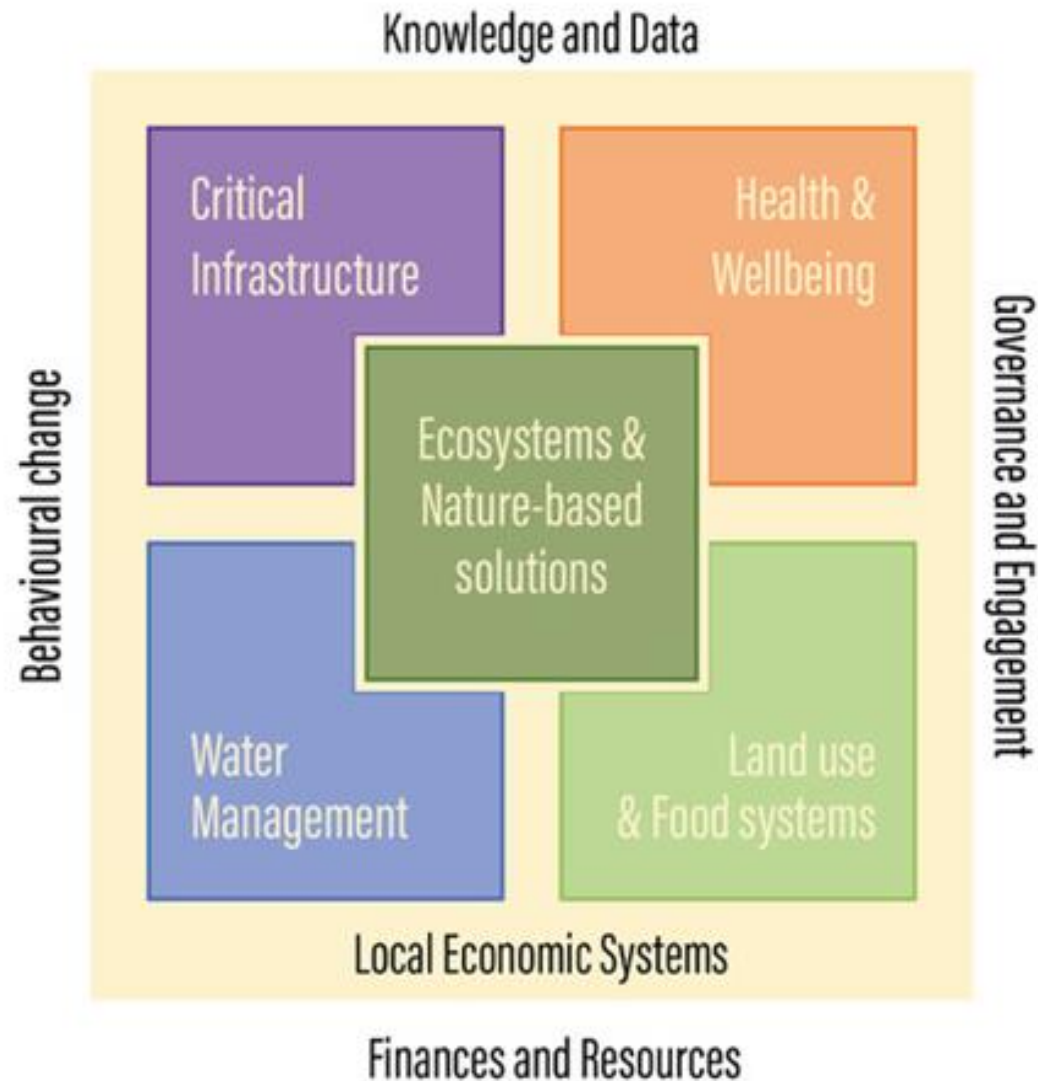 Knowledge and Data
Critical
Infrastructure
Health &
Wellbeing
Behavioural change
Ecosystems &
Nature-based
solutions
Governance and Engagement
Water
Management
Land use
& Food systems
Local Economic Systems
Finances and Resources